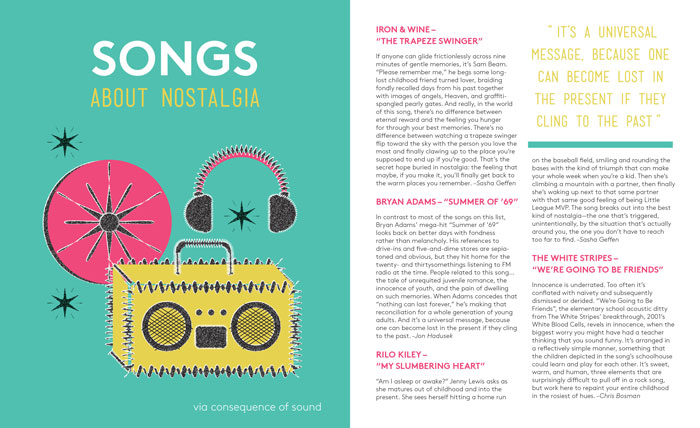 SONGS
ABOUT NOSTALGIA
via consequence of sound
IRON & WINE –
“THE TRAPEZE SWINGER”
If anyone can glide frictionlessly across nine
minutes of gentle memories, it’s Sam Beam.
“Please remember me,” he begs some long-
lost childhood friend turned lover, braiding
fondly recalled days from his past together
with images of angels, Heaven, and graffiti-
spangled pearly gates. And really, in the world
of this song, there’s no difference between
eternal reward and the feeling you hunger
for through your best memories. There’s no
difference between watching a trapeze swinger
flip toward the sky with the person you love the
most and finally clawing up to the place you’re
supposed to end up if you’re good. That’s the
secret hope buried in nostalgia: the feeling that
maybe, if you make it, you’ll finally get back to
the warm places you remember. -Sasha Geffen
BRYAN ADAMS – “SUMMER OF ’69”
In contrast to most of the songs on this list,
Bryan Adams’ mega-hit “Summer of ’69”
looks back on better days with fondness
rather than melancholy. His references to
drive-ins and five-and-dime stores are sepia-
toned and obvious, but they hit home for the
twenty- and thirtysomethings listening to FM
radio at the time. People related to this song...
the tale of unrequited juvenile romance, the
innocence of youth, and the pain of dwelling
on such memories. When Adams concedes that
“nothing can last forever,” he’s making that
reconciliation for a whole generation of young
adults. And it’s a universal message, because
one can become lost in the present if they cling
to the past. -Jon Hadusek
RILO KILEY –
“MY SLUMBERING HEART”
“Am I asleep or awake?” Jenny Lewis asks as
she matures out of childhood and into the
present. She sees herself hitting a home run
“ IT’S A UNIVERSAL
MESSAGE, BECAUSE ONE
CAN BECOME LOST IN
THE PRESENT IF THEY
CLING TO THE PAST ”
on the baseball field, smiling and rounding the
bases with the kind of triumph that can make
your whole week when you’re a kid. Then she’s
climbing a mountain with a partner, then finally
she’s waking up next to that same partner
with that same good feeling of being Little
League MVP. The song breaks out into the best
kind of nostalgia--the one that’s triggered,
unintentionally, by the situation that’s actually
around you, the one you don’t have to reach
too far to find. -Sasha Geffen
THE WHITE STRIPES –
“WE’RE GOING TO BE FRIENDS”
Innocence is underrated. Too often it’s
conflated with naivety and subsequently
dismissed or derided. “We’re Going to Be
Friends”, the elementary school acoustic ditty
from The White Stripes’ breakthrough, 2001’s
White Blood Cells, revels in innocence, when the
biggest worry you might have had a teacher
thinking that you sound funny. It’s arranged in
a reflectively simple manner, something that
the children depicted in the song’s schoolhouse
could learn and play for each other. It’s sweet,
warm, and human, three elements that are
surprisingly difficult to pull off in a rock song,
but work here to repaint your entire childhood
in the rosiest of hues. -Chris Bosman